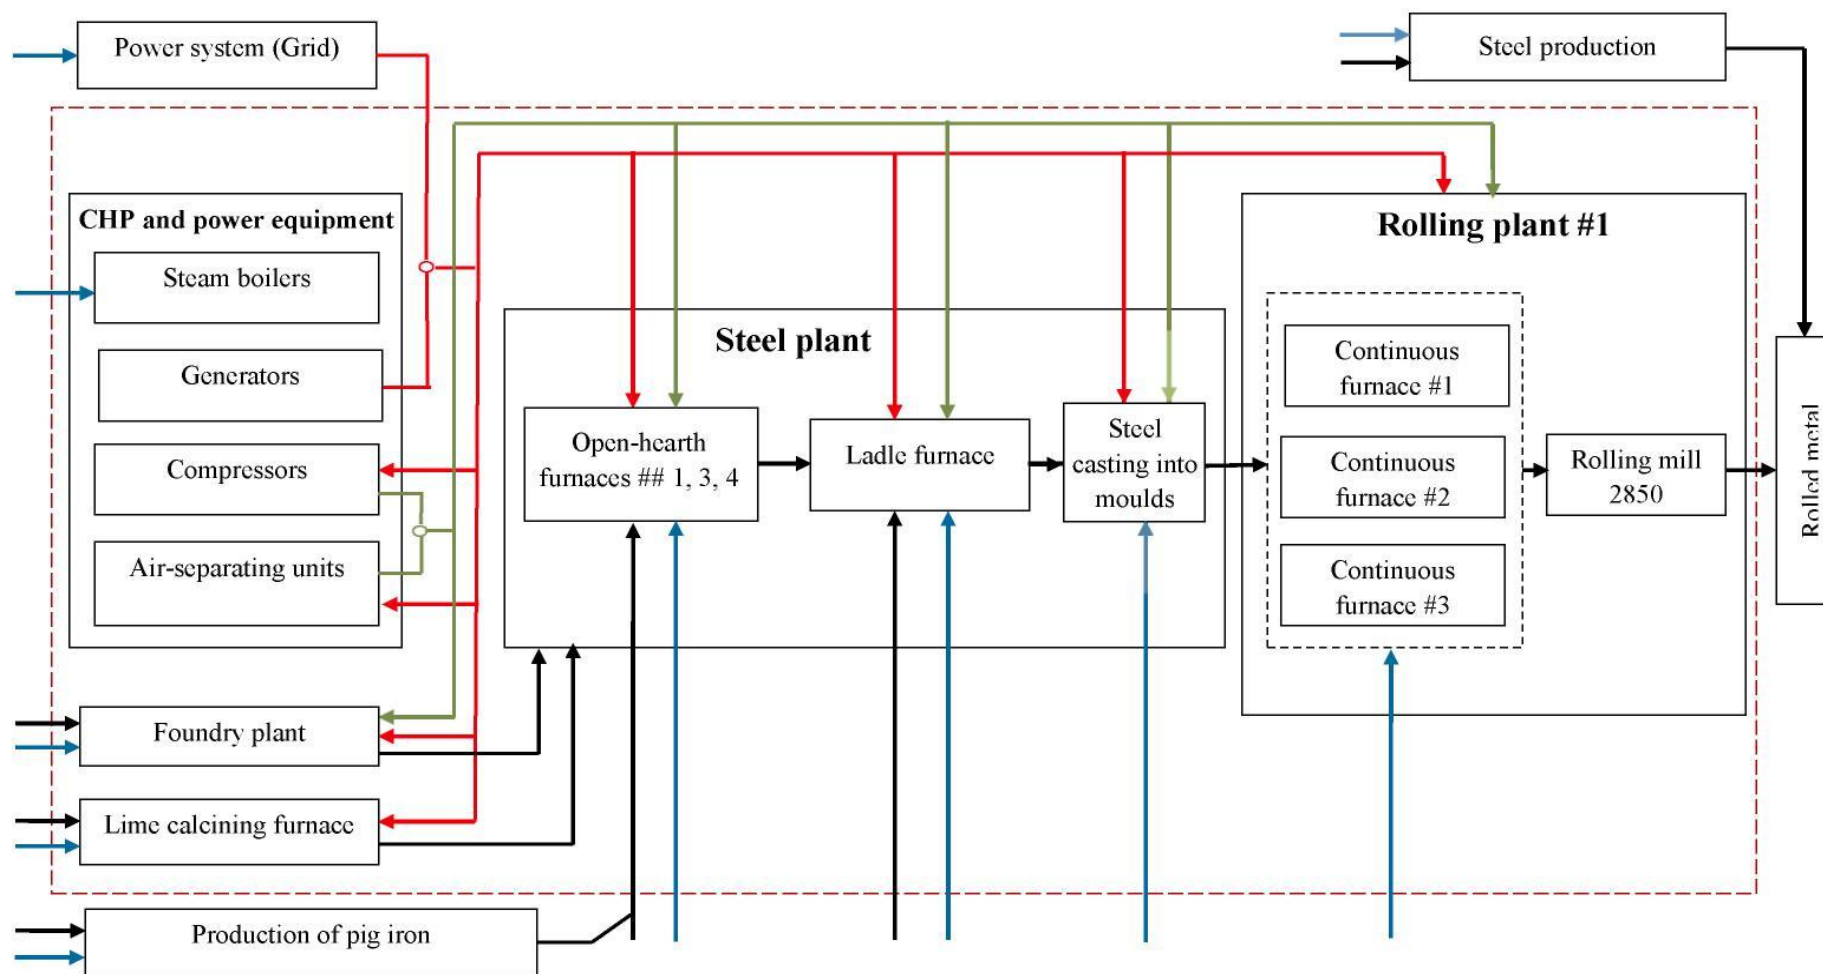 Power system (Grid)
Steel production
CHP and power equipment
Steam boilers
Generators
Compressors
Air-separating units
Foundry plant
Lime calcining furnace
Production of pig iron
Steel plant
Open-hearth
furnaces ## 1, 3, 4
Ladle furnace
Steel
casting into
moulds
Rolling plant #1
Continuous
furnace #1
Continuous
furnace #2
Continuous
furnace #3
Rolling mill
2850
Rolled metal